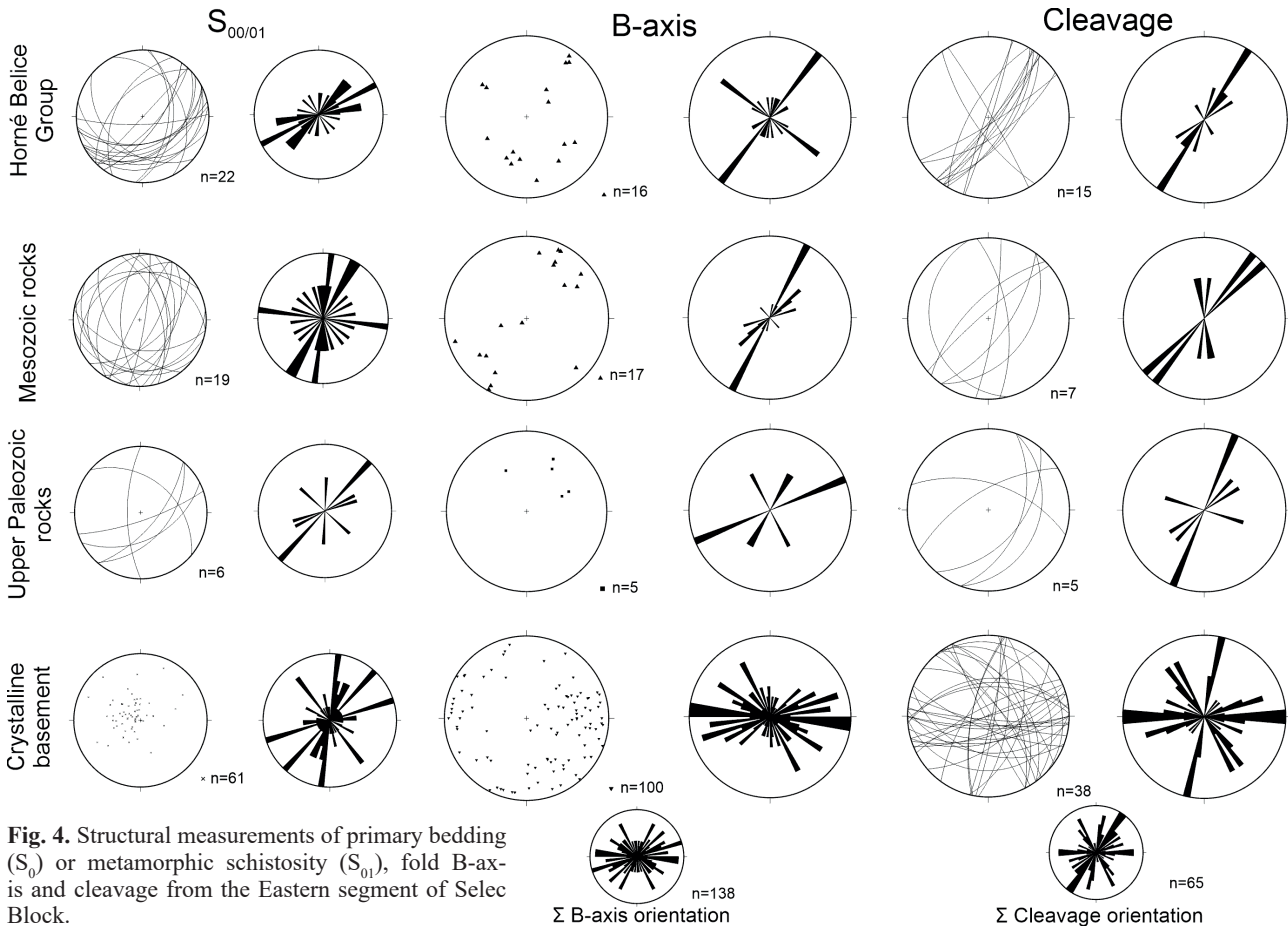 S00/01
B-axis
Cleavage
Horné Belice
Group
n=22
n=16
n=15
Mesozoic rocks
n=19
n=17
n=7
Upper Paleozoic
rocks
n=6
n=5
n=5
Crystalline
basement
n=61
n=100
n=38
Fig. 4. Structural measurements of primary bedding
(S0) or metamorphic schistosity (S01), fold B-ax-
is and cleavage from the Eastern segment of Selec
Block.
n=138
Σ B-axis orientation
n=65
Σ Cleavage orientation